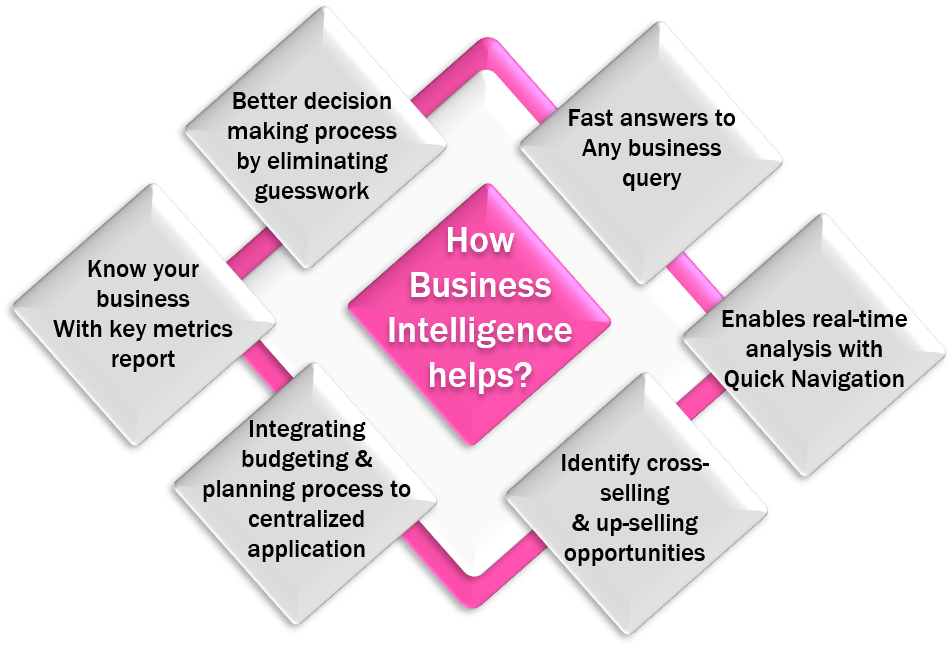 Better decision
making process
by eliminating
guesswork
Fast answers to
Any business
query
Know your
business
With key metrics
report
How
Business
Intelligence
helps?
Enables real-time
analysis with
Quick Navigation
Integrating
budgeting &
planning process to
centralized
application
Identify cross-
selling
& up-selling
opportunities